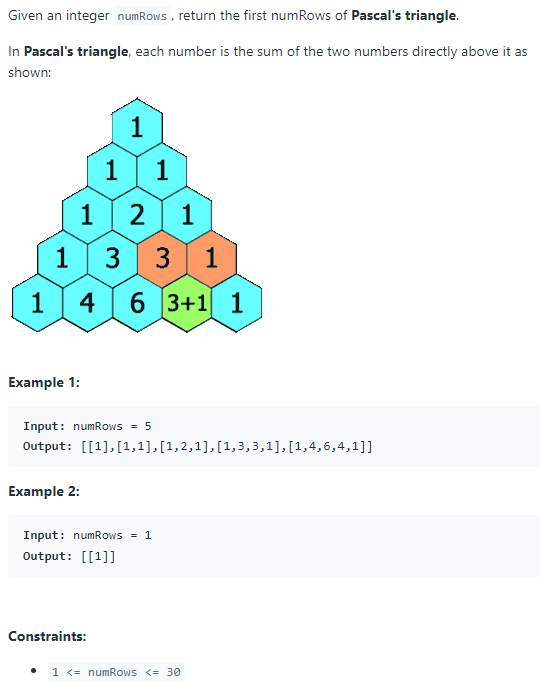 Given an integer numRows, return the first numRows of Pascal's triangle.
In Pascal's triangle, each number is the sum of the two numbers directly above it as
shown:
1
1 1
1 2 1
1 3 3 1
1 4 6 3+1 1
Example 1:
Input: numRows = 5
Output: [[1],[1,1],[1,2,1],[1,3,3,1],[1,4,6,4,1]]
Example 2:
Input: numRows = 1
Output: [[1]]
Constraints:
• 1 <= numRows <= 30